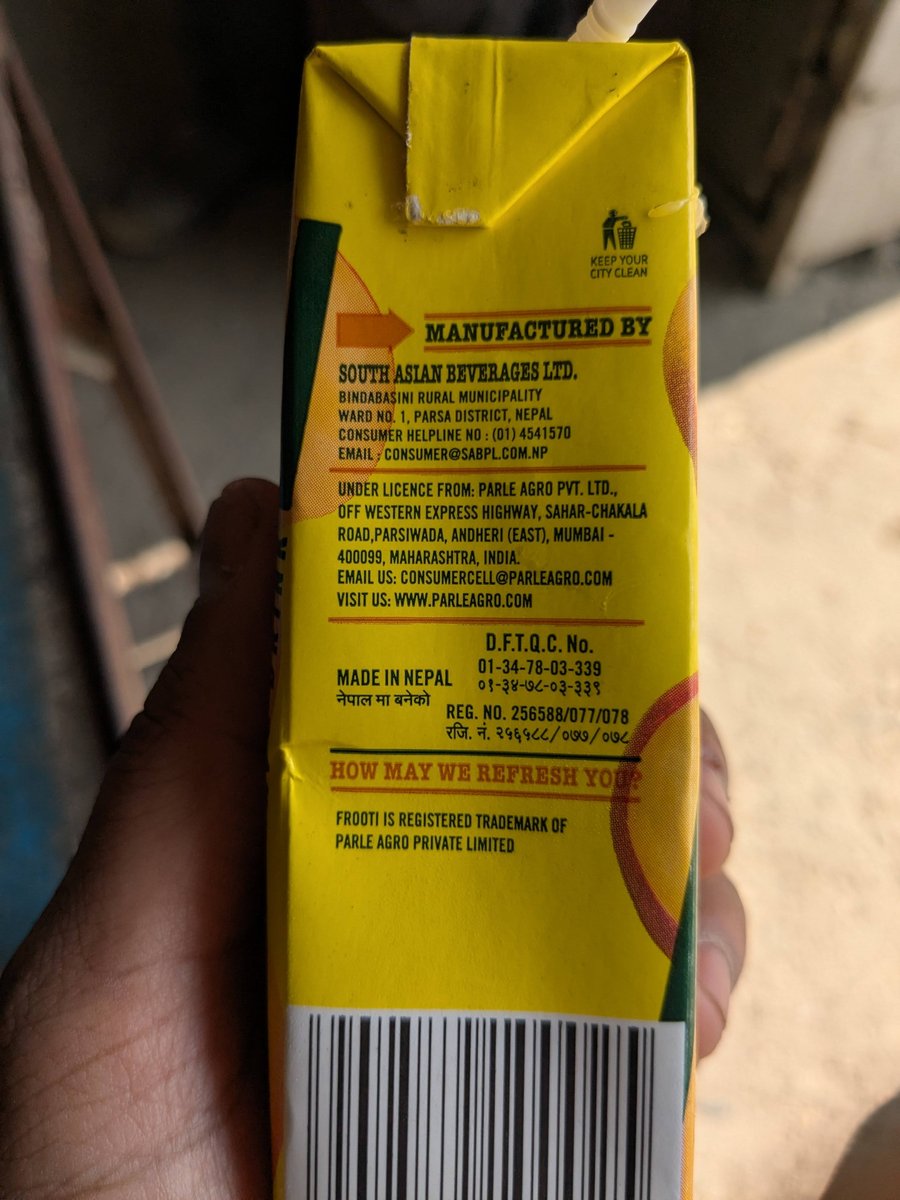 KEEP YOUR
CITY CLEAN
MANUFACTURED BY
SOUTH ASIAN BEVERAGES LTD.
BINDABASINI RURAL MUNICIPALITY
WARD NO. 1, PARSA DISTRICT, NEPAL
CONSUMER HELPLINE NO : (01) 4541570
EMAIL : CONSUMER@SABPL.COM.NP
UNDER LICENCE FROM: PARLE AGRO PVT. LTD.,
OFF WESTERN EXPRESS HIGHWAY, SAHAR-CHAKALA
ROAD,PARSIWADA, ANDHERI (EAST), MUMBAI -
400099, MAHARASHTRA, INDIA.
EMAIL US: CONSUMERCELL@PARLEAGRO.COM
VISIT US: WWW.PARLEAGRO.COM
D.F.T.Q.C. No.
01-34-78-03-339
०१-३४-७८-०३-३३९
MADE IN NEPAL
नेपाल मा बनेको
REG. NO. 256588/077/078
रजि. नं. २५६५८८/०७७/०७८
HOW MAY WE REFRESH YOU?
FROOTI IS REGISTERED TRADEMARK OF
PARLE AGRO PRIVATE LIMITED